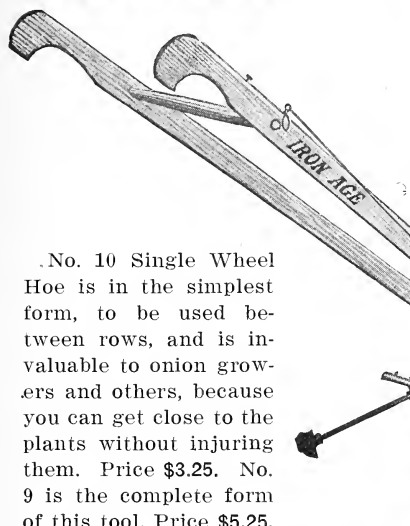 IRON AGE
No. 10 Single Wheel
Hoe is in the simplest
form, to be used be-
tween rows, and is in-
valuable to onion grow-
ers and others, because
you can get close to the
plants without injuring
them. Price $3.25. No.
9 is the complete form
of this tool. Price $5.25.